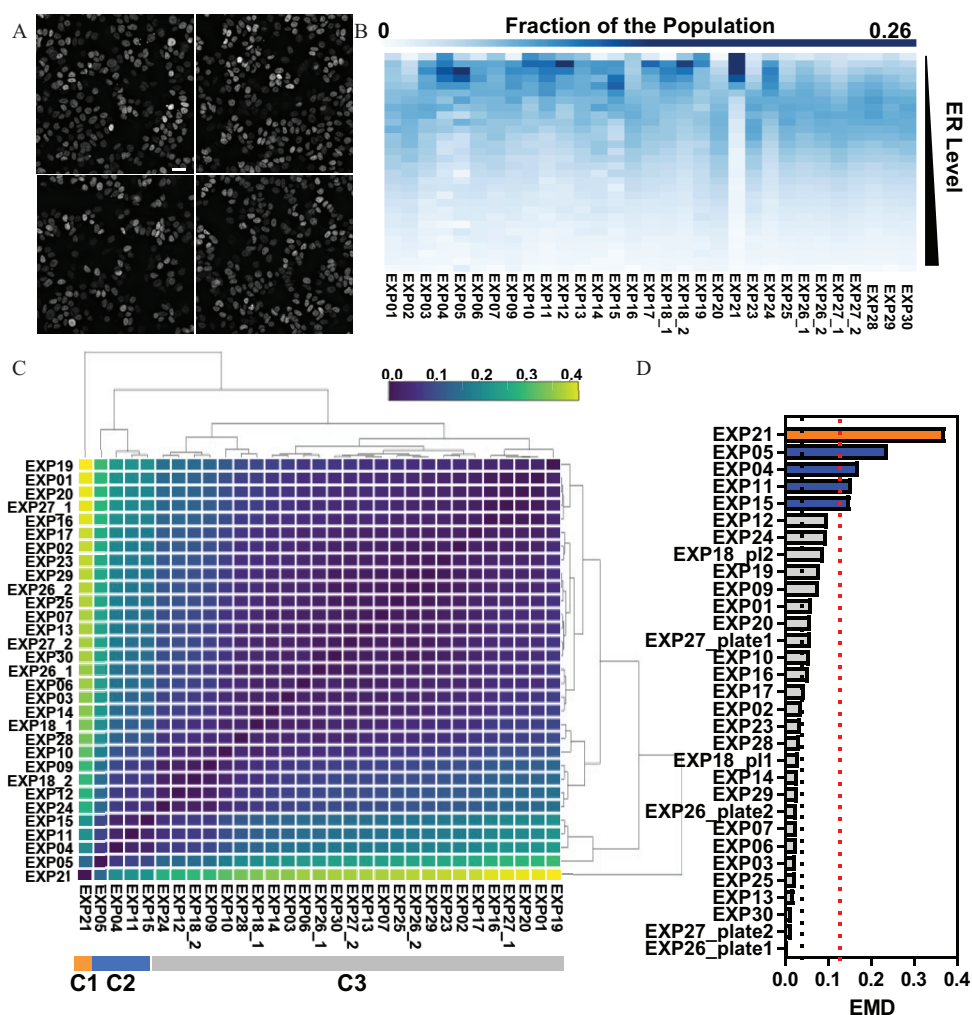 A
B
Fraction of the Population
0
0.26
ER Level
EXP01
EXP02
EXP03
EXP04
EXP05
EXP06
EXP07
EXP09
EXP10
EXP11
EXP12
EXP13
EXP14
EXP15
EXP16
EXP17
EXP18_1
EXP18_2
EXP19
EXP20
EXP21
EXP23
EXP24
EXP25
EXP26_1
EXP26_2
EXP27_1
EXP27_2
EXP28
EXP29
EXP30
C
0.0 0.1 0.2 0.3 0.4
EXP19
EXP01
EXP20
EXP27_1
EXP16
EXP17
EXP02
EXP23
EXP29
EXP26_2
EXP25
EXP07
EXP13
EXP27_2
EXP30
EXP26_1
EXP06
EXP03
EXP14
EXP18_1
EXP28
EXP10
EXP09
EXP18_2
EXP12
EXP24
EXP15
EXP11
EXP04
EXP05
EXP21
EXP21
EXP05
EXP04
EXP11
EXP15
EXP24
EXP12
EXP18_2
EXP09
EXP10
EXP28
EXP18_1
EXP14
EXP03
EXP06
EXP26_1
EXP30
EXP27_2
EXP13
EXP07
EXP25
EXP26_2
EXP29
EXP23
EXP02
EXP17
EXP16
EXP27_1
EXP20
EXP01
EXP19
C1 C2 C3
D
EXP21
EXP05
EXP04
EXP11
EXP15
EXP12
EXP24
EXP18_pl2
EXP19
EXP09
EXP01
EXP20
EXP27_plate1
EXP10
EXP16
EXP17
EXP02
EXP23
EXP28
EXP18_pl1
EXP14
EXP29
EXP26_plate2
EXP07
EXP06
EXP03
EXP25
EXP13
EXP30
EXP27_plate2
EXP26_plate1
0.0 0.1 0.2 0.3 0.4
EMD